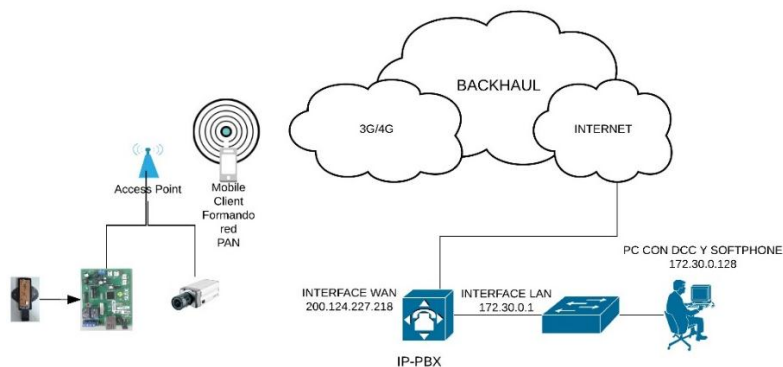 BACKHAUL
3G/4G
INTERNET
Access Point
Mobile
Client
Formando
red
PAN
PC CON DCC Y SOFTPHONE
172.30.0.128
INTERFACE WAN
200.124.227.218
INTERFACE LAN
172.30.0.1
IP-PBX